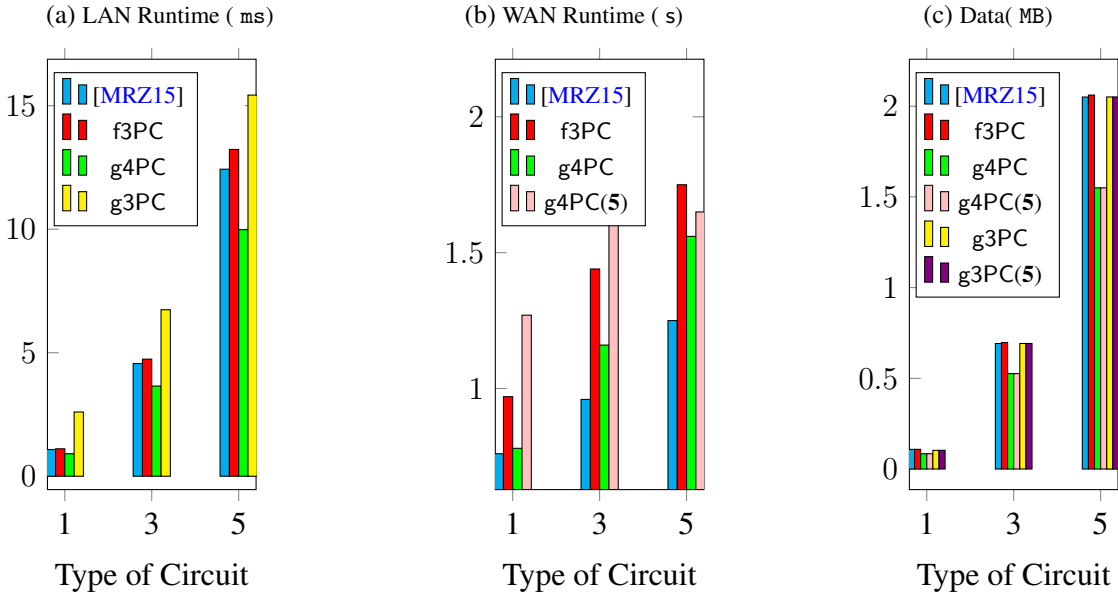 (a) LAN Runtime ( ms)
15
10
5
0
[MRZ15]
f3PC
g4PC
g3PC
1 3 5
Type of Circuit
(b) WAN Runtime ( s)
2
1.5
1
[MRZ15]
f3PC
g4PC
g4PC(5)
1 3 5
Type of Circuit
(c) Data( MB)
2
1.5
1
0.5
0
[MRZ15]
f3PC
g4PC
g4PC(5)
g3PC
g3PC(5)
1 3 5
Type of Circuit